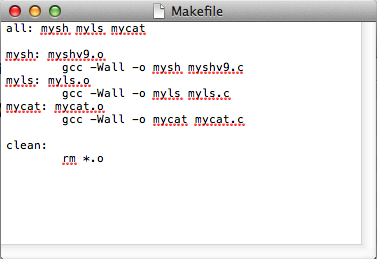 Makefile
all: mysh myls mycat
mysh: myshv9.o
gcc -Wall -o mysh myshv9.c
myls: myls.o
gcc -Wall -o myls myls.c
mycat: mycat.o
gcc -Wall -o mycat mycat.c
clean:
rm *.o